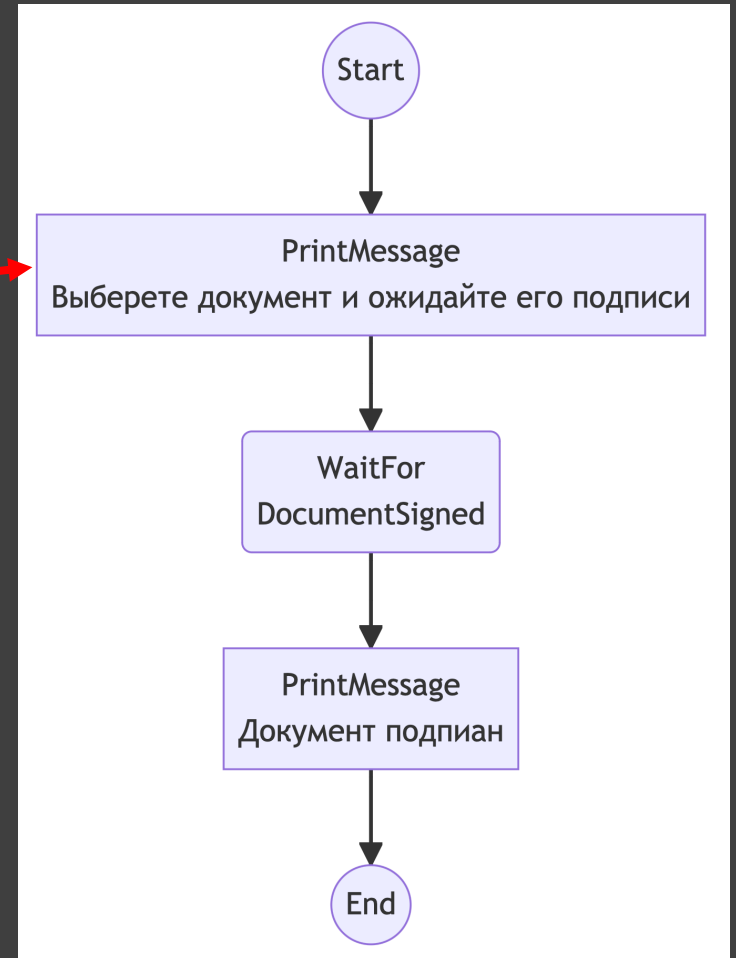 Start
PrintMessage
Выберете документ и ожидайте его подписи
WaitFor
DocumentSigned
PrintMessage
Документ подпиан
End